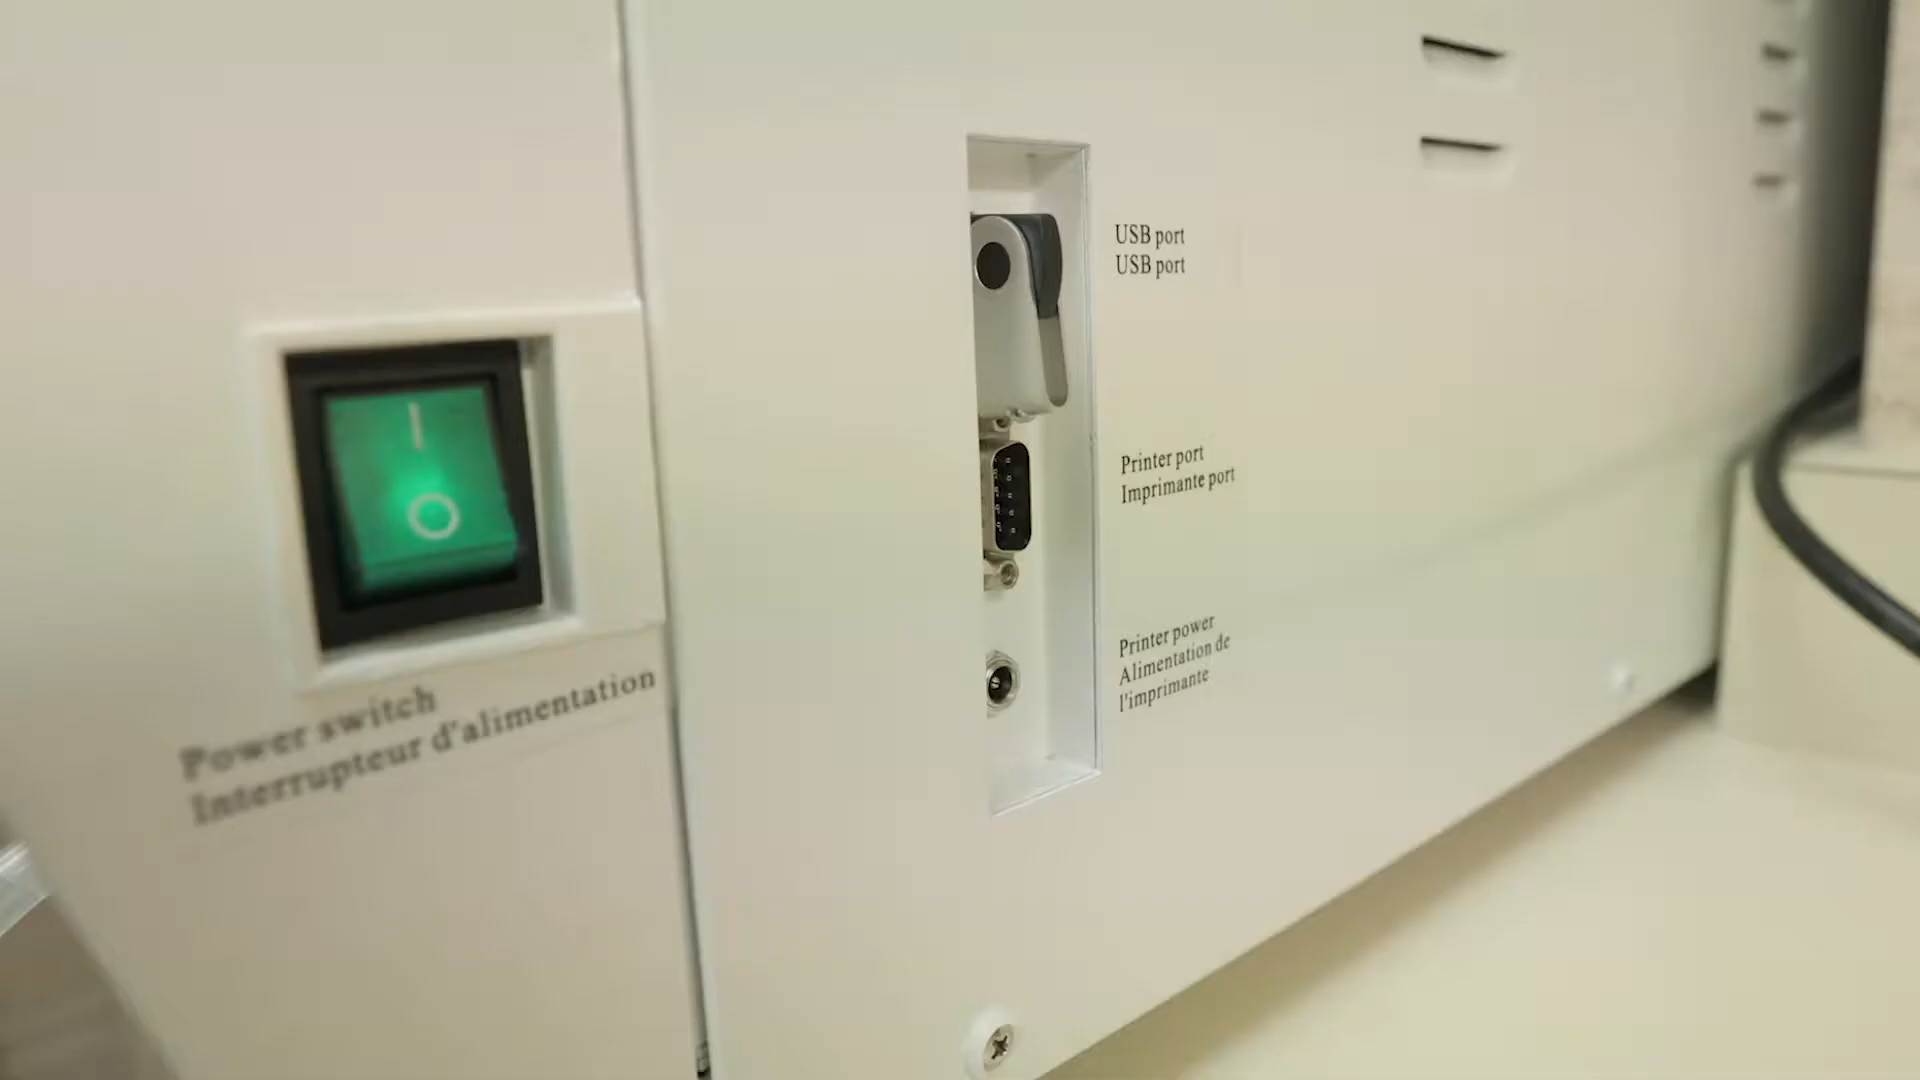 USB port
USB port
Printer port
Imprimante port
Printer power
Alimentation de
l'imprimante
Power switch
Interrupteur d'alimentation